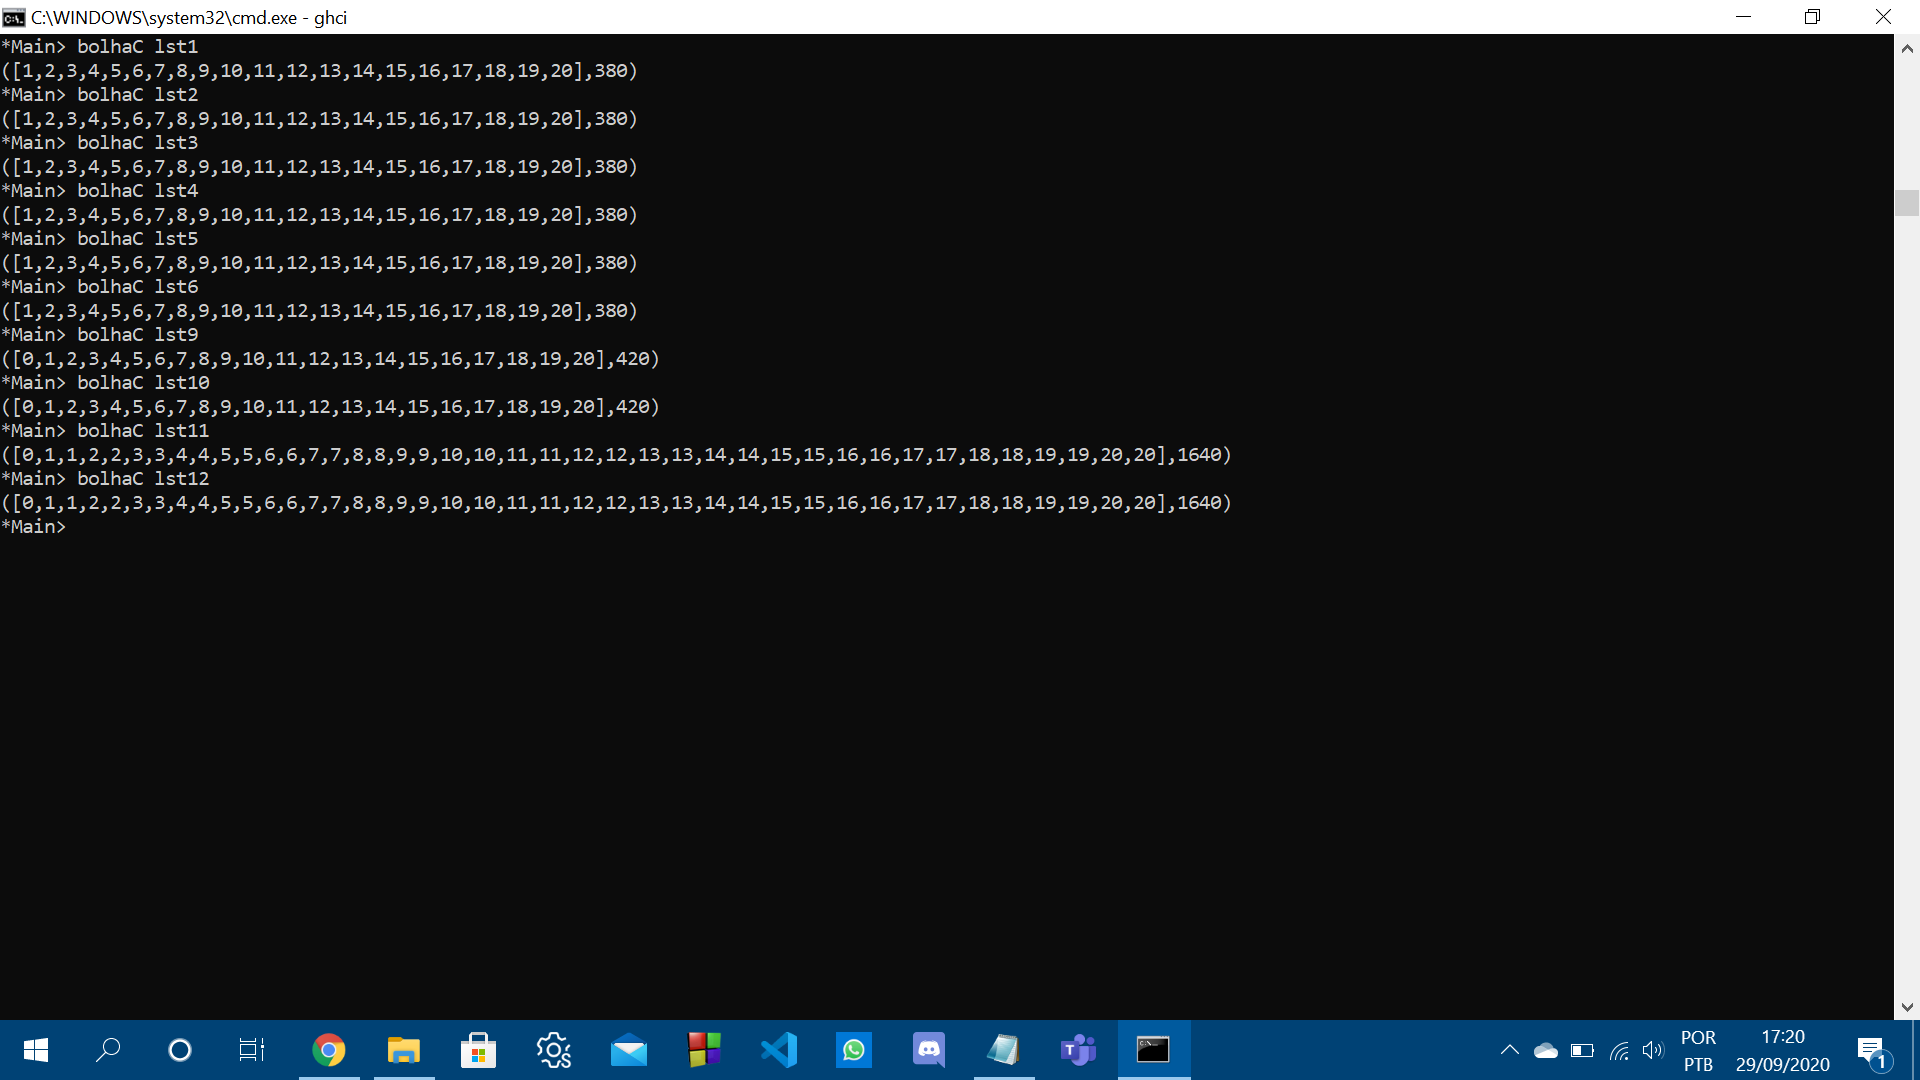 C:\WINDOWS\system32\cmd.exe - ghci
*Main> bolhaC lst1
([1,2,3,4,5,6,7,8,9,10,11,12,13,14,15,16,17,18,19,20],380)
*Main> bolhaC lst2
([1,2,3,4,5,6,7,8,9,10,11,12,13,14,15,16,17,18,19,20],380)
*Main> bolhaC lst3
([1,2,3,4,5,6,7,8,9,10,11,12,13,14,15,16,17,18,19,20],380)
*Main> bolhaC lst4
([1,2,3,4,5,6,7,8,9,10,11,12,13,14,15,16,17,18,19,20],380)
*Main> bolhaC lst5
([1,2,3,4,5,6,7,8,9,10,11,12,13,14,15,16,17,18,19,20],380)
*Main> bolhaC lst6
([1,2,3,4,5,6,7,8,9,10,11,12,13,14,15,16,17,18,19,20],380)
*Main> bolhaC lst9
([0,1,2,3,4,5,6,7,8,9,10,11,12,13,14,15,16,17,18,19,20],420)
*Main> bolhaC lst10
([0,1,2,3,4,5,6,7,8,9,10,11,12,13,14,15,16,17,18,19,20],420)
*Main> bolhaC lst11
([0,1,1,2,2,3,3,4,4,5,5,6,6,7,7,8,8,9,9,10,10,11,11,12,12,13,13,14,14,15,15,16,16,17,17,18,18,19,19,20,20],1640)
*Main> bolhaC lst12
([0,1,1,2,2,3,3,4,4,5,5,6,6,7,7,8,8,9,9,10,10,11,11,12,12,13,13,14,14,15,15,16,16,17,17,18,18,19,19,20,20],1640)
*Main>
POR 17:20
PTB 29/09/2020
1